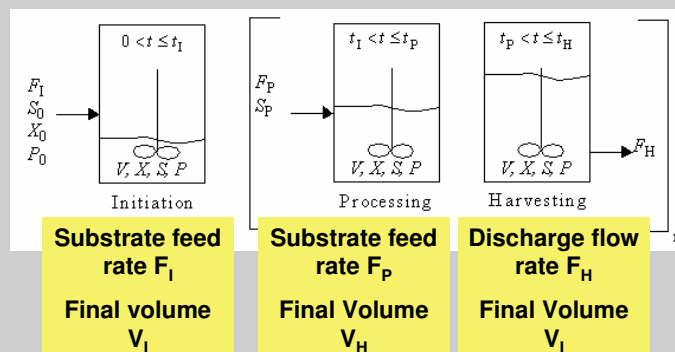 0 < t ≤ t_I
F_I
S_0
X_0
P_0
V, X, S, P
Initiation
t_I < t ≤ t_P
F_P
S_P
V, X, S, P
Processing
t_P < t ≤ t_H
F_H
V, X, S, P
Harvesting
Substrate feed
rate F_I
Final volume
V_I
Substrate feed
rate F_P
Final Volume
V_H
Discharge flow
rate F_H
Final Volume
V_I